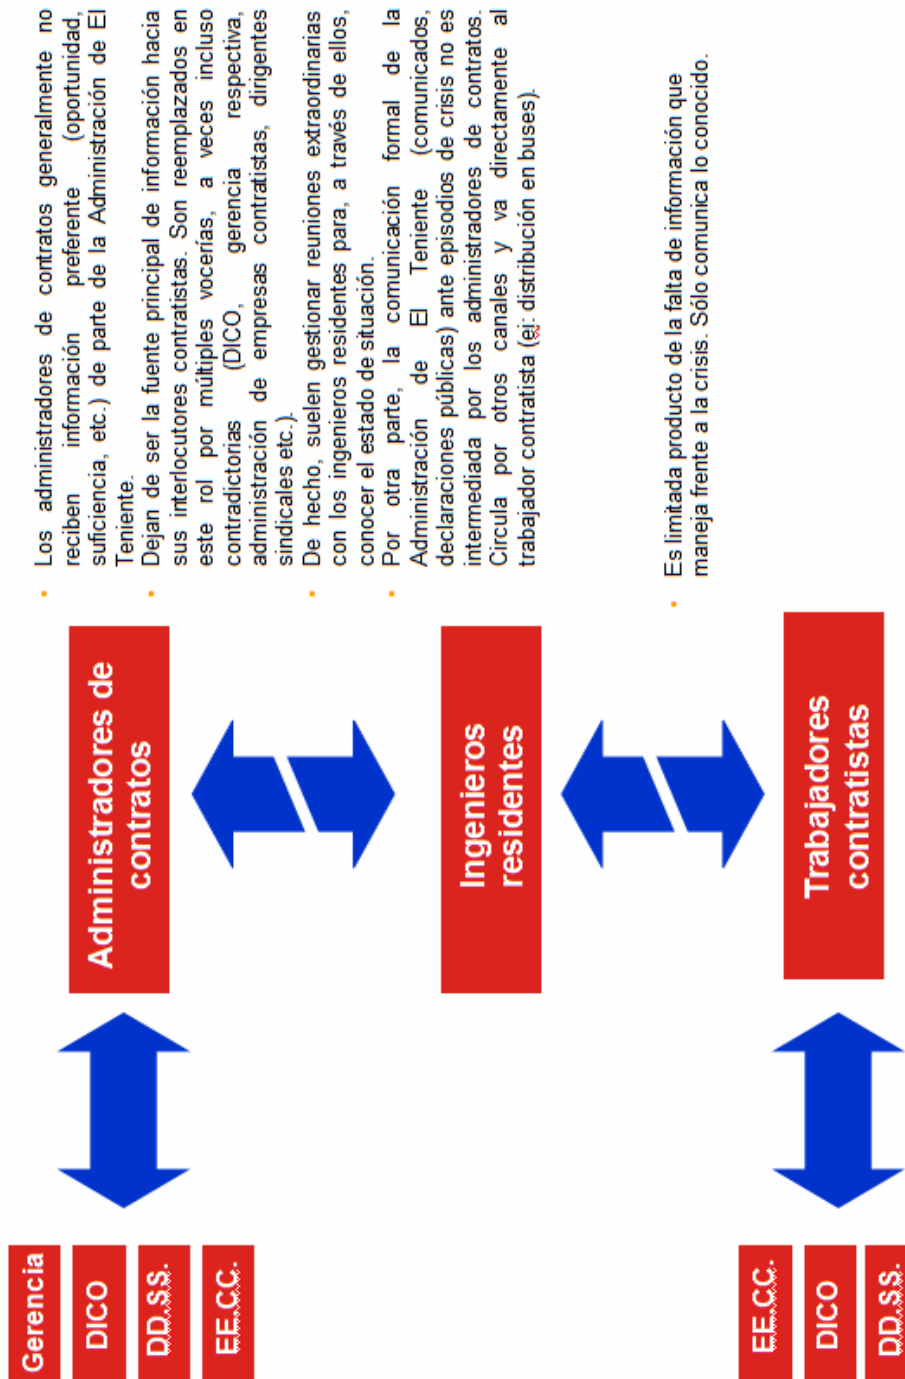 Gerencia
DICO
DD.SS.
EE.CC.
Administradores de
contratos
• Los administradores de contratos generalmente no
reciben información preferente (oportunidad,
suficiencia, etc.) de parte de la Administración de El
Teniente.
• Dejan de ser la fuente principal de información hacia
sus interlocutores contratistas. Son reemplazados en
este rol por múltiples vocerías, a veces incluso
contradictorias (DICO, gerencia respectiva,
administración de empresas contratistas, dirigentes
sindicales etc.).
• De hecho, suelen gestionar reuniones extraordinarias
con los ingenieros residentes para, a través de ellos,
conocer el estado de situación.
• Por otra parte, la comunicación formal de la
Administración de El Teniente (comunicados,
declaraciones públicas) ante episodios de crisis no es
intermediada por los administradores de contratos.
Circula por otros canales y va directamente al
trabajador contratista (ej: distribución en buses).
Ingenieros
residentes
• Es limitada producto de la falta de información que
maneja frente a la crisis. Sólo comunica lo conocido.
EE.CC.
DICO
DD.SS.
Trabajadores
contratistas